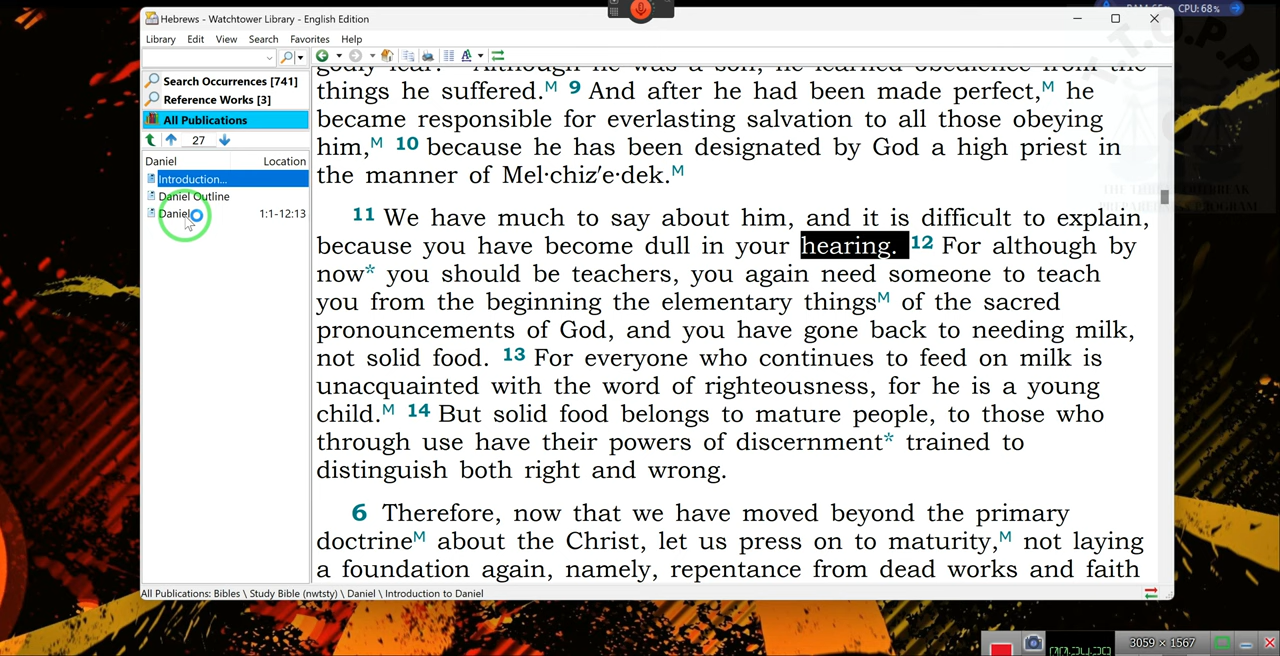 RAM: 66% CPU: 68%
Hebrews - Watchtower Library - English Edition
Library Edit View Search Favorites Help
Search Occurrences [741]
Reference Works [3]
All Publications
27
Daniel Location
Introduction...
Daniel Outline
Daniel 1:1-12:13
things he suffered.ᴹ 9 And after he had been made perfect,ᴹ he
became responsible for everlasting salvation to all those obeying
him,ᴹ 10 because he has been designated by God a high priest in
the manner of Mel·chizʹe·dek.ᴹ
11 We have much to say about him, and it is difficult to explain,
because you have become dull in your hearing. 12 For although by
now* you should be teachers, you again need someone to teach
you from the beginning the elementary thingsᴹ of the sacred
pronouncements of God, and you have gone back to needing milk,
not solid food. 13 For everyone who continues to feed on milk is
unacquainted with the word of righteousness, for he is a young
child.ᴹ 14 But solid food belongs to mature people, to those who
through use have their powers of discernment* trained to
distinguish both right and wrong.
6 Therefore, now that we have moved beyond the primary
doctrineᴹ about the Christ, let us press on to maturity,ᴹ not laying
a foundation again, namely, repentance from dead works and faith
All Publications: Bibles \ Study Bible (nwtsty) \ Daniel \ Introduction to Daniel
T.T.O.P.P.
3059 × 1567